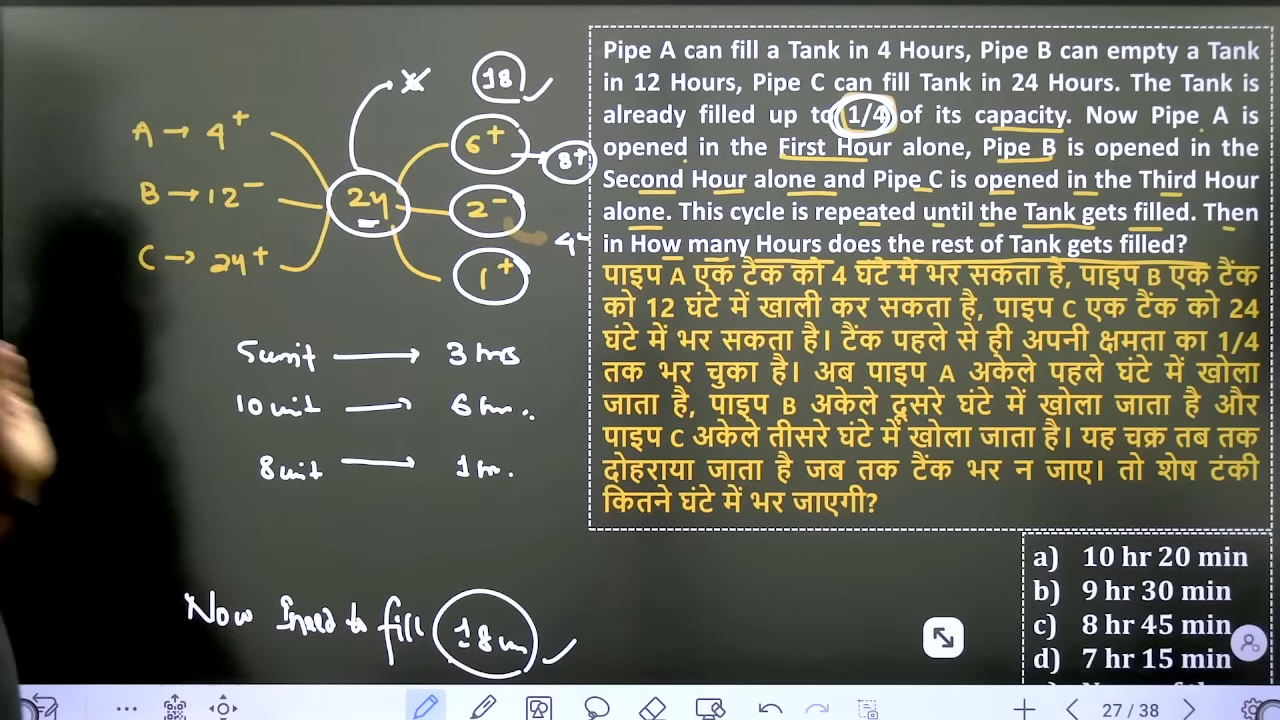 Pipe A can fill a Tank in 4 Hours, Pipe B can empty a Tank
in 12 Hours, Pipe C can fill Tank in 24 Hours. The Tank is
already filled up to 1/4 of its capacity. Now Pipe A is
opened in the First Hour alone, Pipe B is opened in the
Second Hour alone and Pipe C is opened in the Third Hour
alone. This cycle is repeated until the Tank gets filled. Then
in How many Hours does the rest of Tank gets filled?
पाइप A एक टैंक को 4 घंटे में भर सकता है, पाइप B एक टैंक
को 12 घंटे में खाली कर सकता है, पाइप C एक टैंक को 24
घंटे में भर सकता है। टैंक पहले से ही अपनी क्षमता का 1/4
तक भर चुका है। अब पाइप A अकेले पहले घंटे में खोला
जाता है, पाइप B अकेले दूसरे घंटे में खोला जाता है और
पाइप C अकेले तीसरे घंटे में खोला जाता है। यह चक्र तब तक
दोहराया जाता है जब तक टैंक भर न जाए। तो शेष टंकी
कितने घंटे में भर जाएगी?
a) 10 hr 20 min
b) 9 hr 30 min
c) 8 hr 45 min
d) 7 hr 15 min
18
A → 4+
6+ → 8+
B → 12−
24
2−
C → 24+
1+
5unit → 3 hrs
10 unit → 6 hr..
8unit → 1 hr.
Now I need to fill 18un
27 / 38